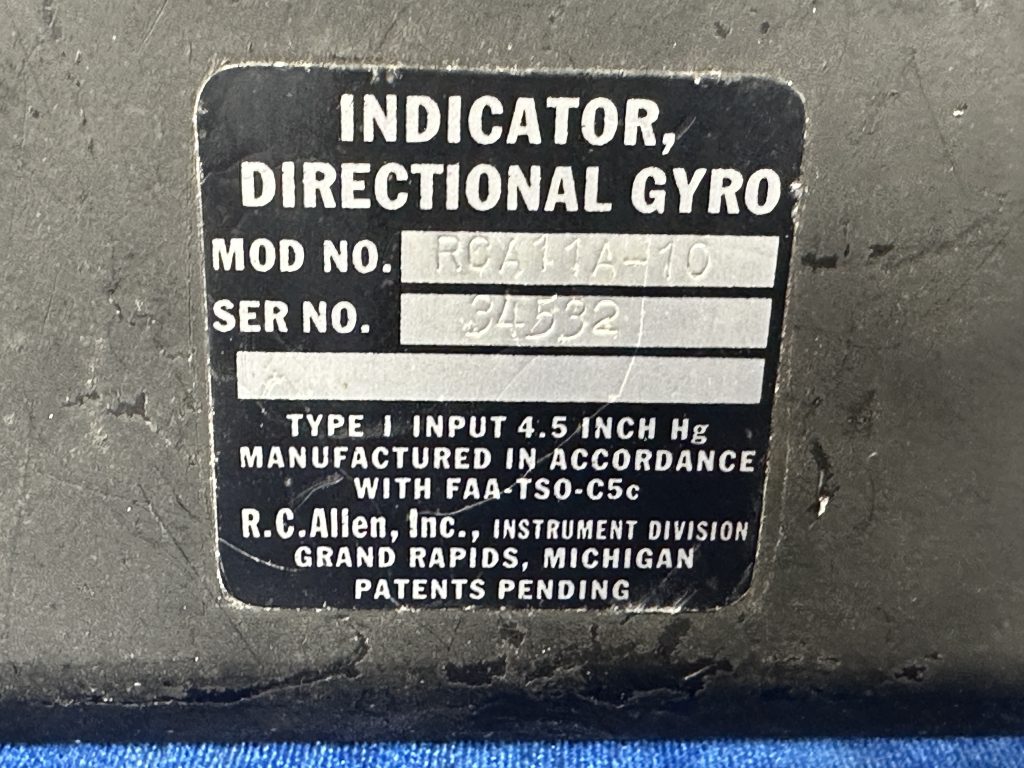 INDICATOR,
DIRECTIONAL GYRO
MOD NO. RCA11A-10
SER NO. 34532
TYPE I INPUT 4.5 INCH Hg
MANUFACTURED IN ACCORDANCE
WITH FAA-TSO-C5c
R.C.Allen, Inc., INSTRUMENT DIVISION
GRAND RAPIDS, MICHIGAN
PATENTS PENDING